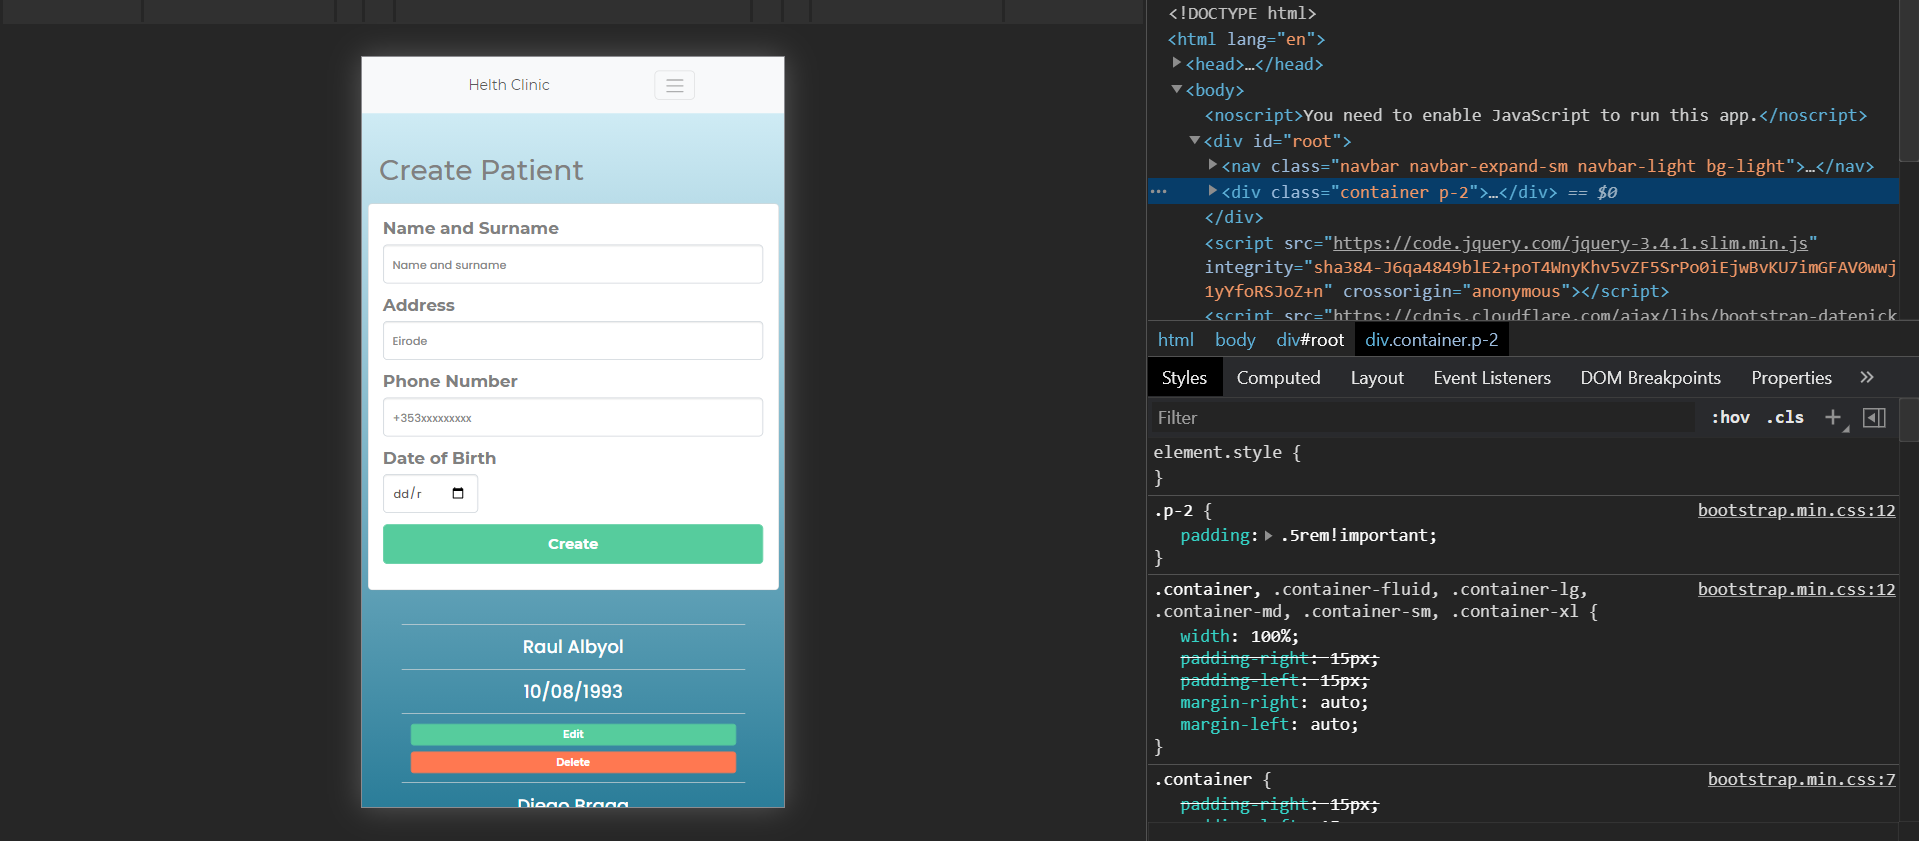 Helth Clinic
Create Patient
Name and Surname
Name and surname
Address
Eirode
Phone Number
+353xxxxxxxxx
Date of Birth
dd/r
Create
Raul Albyol
10/08/1993
Edit
Delete
Diego Braga
<!DOCTYPE html>
<html lang="en">
<head>…</head>
<body>
<noscript>You need to enable JavaScript to run this app.</noscript>
<div id="root">
<nav class="navbar navbar-expand-sm navbar-light bg-light">…</nav>
<div class="container p-2">…</div> == $0
</div>
<script src="https://code.jquery.com/jquery-3.4.1.slim.min.js"
integrity="sha384-J6qa4849blE2+poT4WnyKhv5vZF5SrPo0iEjwBvKU7imGFAV0wwj
1yYfoRSJoZ+n" crossorigin="anonymous"></script>
<script src="https://cdnjs.cloudflare.com/ajax/libs/bootstrap-datepick
html body div#root div.container.p-2
Styles Computed Layout Event Listeners DOM Breakpoints Properties
Filter :hov .cls
element.style {
}
.p-2 { bootstrap.min.css:12
padding: .5rem!important;
}
.container, .container-fluid, .container-lg, bootstrap.min.css:12
.container-md, .container-sm, .container-xl {
width: 100%;
padding-right: 15px;
padding-left: 15px;
margin-right: auto;
margin-left: auto;
}
.container { bootstrap.min.css:7
padding-right: 15px;